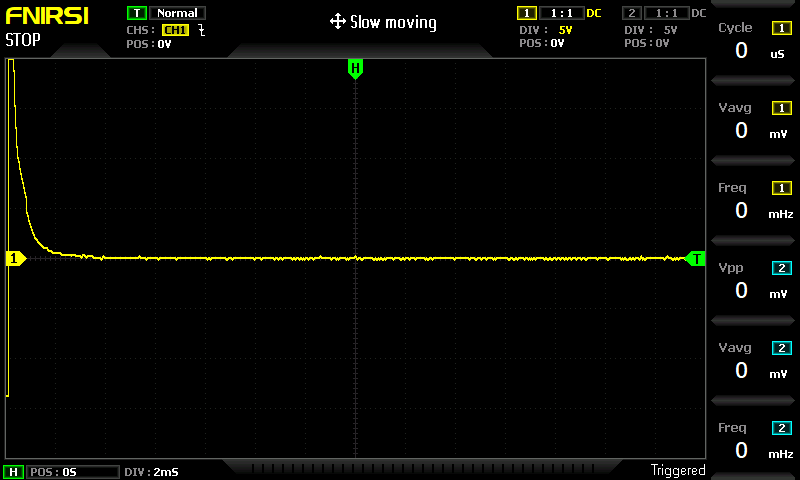 FNIRSI
STOP
T Normal
CHS: CH1
POS: 0V
Slow moving
1 1:1 DC
DIV: 5V
POS: 0V
2 1:1 DC
DIV: 5V
POS: 0V
H
1
T
Cycle 1
0 uS
Vavg 1
0 mV
Freq 1
0 mHz
Vpp 2
0 mV
Vavg 2
0 mV
Freq 2
0 mHz
H POS: 0S DIV: 2mS
Triggered